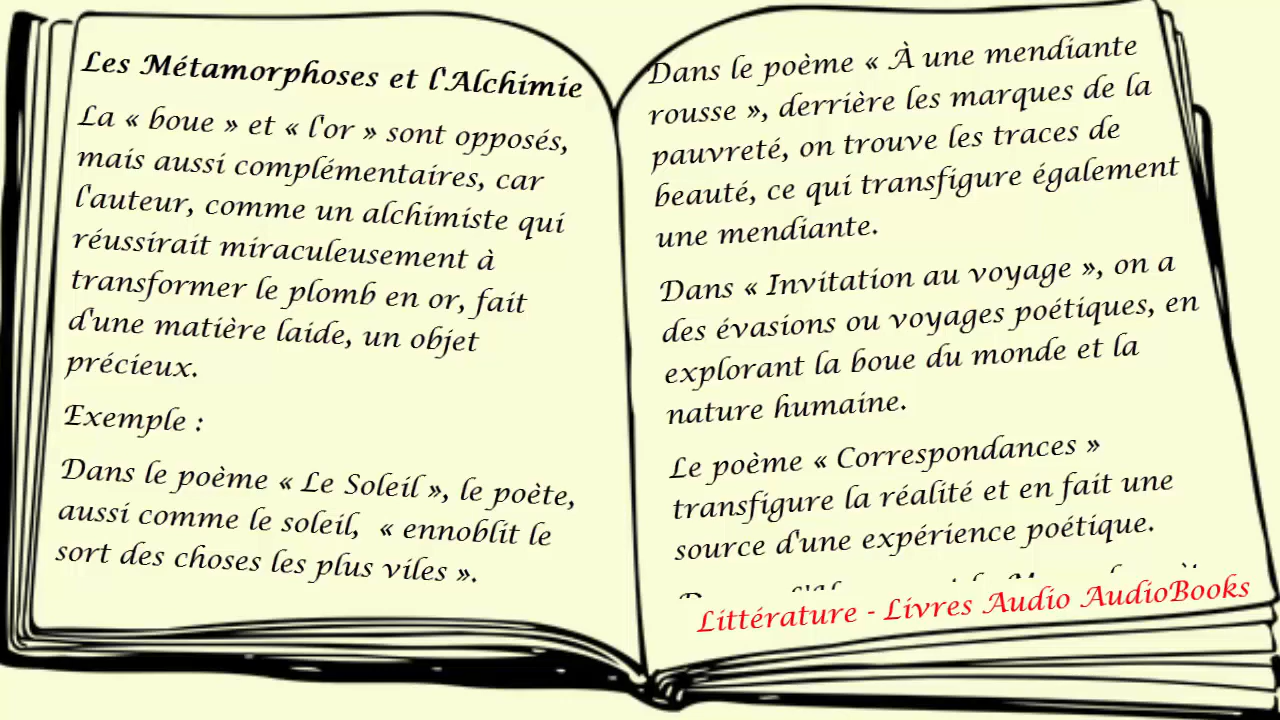 Les Métamorphoses et l'Alchimie
La « boue » et « l'or » sont opposés,
mais aussi complémentaires, car
l'auteur, comme un alchimiste qui
réussirait miraculeusement à
transformer le plomb en or, fait
d'une matière laide, un objet
précieux.
Exemple :
Dans le poème « Le Soleil », le poète,
aussi comme le soleil, « ennoblit le
sort des choses les plus viles ».
Dans le poème « À une mendiante
rousse », derrière les marques de la
pauvreté, on trouve les traces de
beauté, ce qui transfigure également
une mendiante.
Dans « Invitation au voyage », on a
des évasions ou voyages poétiques, en
explorant la boue du monde et la
nature humaine.
Le poème « Correspondances »
transfigure la réalité et en fait une
source d'une expérience poétique.
Littérature - Livres Audio AudioBooks